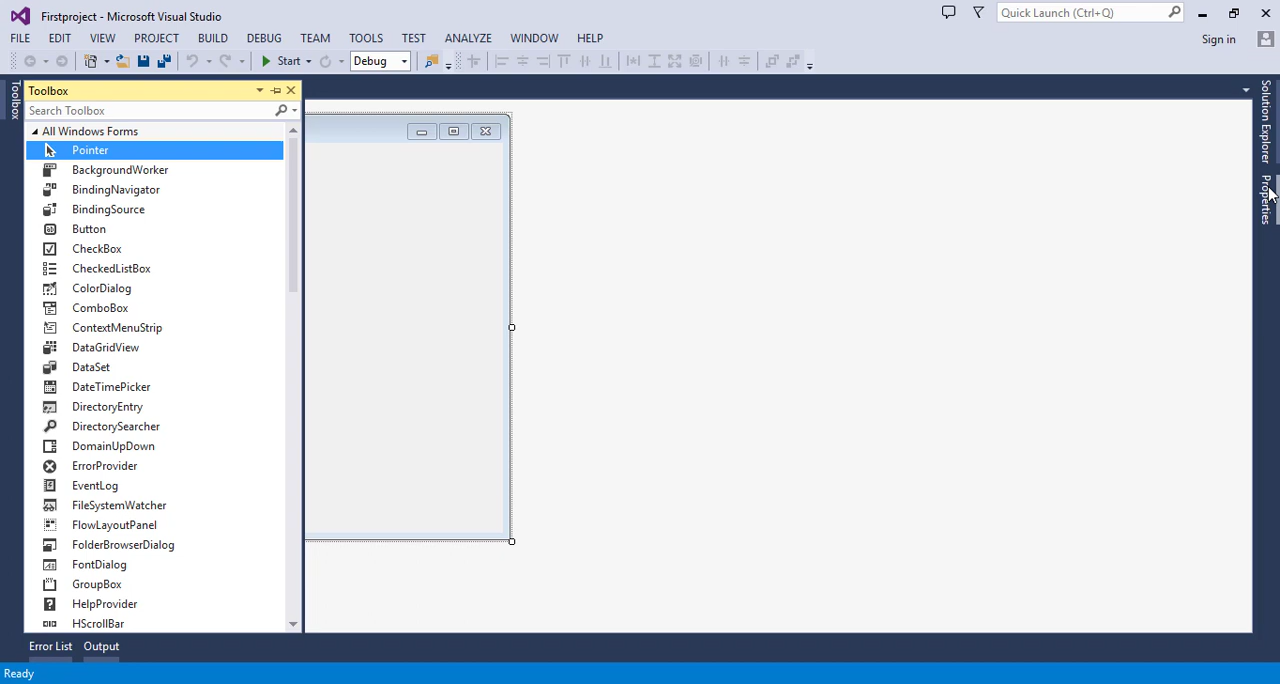 Firstproject - Microsoft Visual Studio
Quick Launch (Ctrl+Q)
FILE EDIT VIEW PROJECT BUILD DEBUG TEAM TOOLS TEST ANALYZE WINDOW HELP
Sign in
Start Debug
Toolbox
Toolbox
Search Toolbox
All Windows Forms
Pointer
BackgroundWorker
BindingNavigator
BindingSource
Button
CheckBox
CheckedListBox
ColorDialog
ComboBox
ContextMenuStrip
DataGridView
DataSet
DateTimePicker
DirectoryEntry
DirectorySearcher
DomainUpDown
ErrorProvider
EventLog
FileSystemWatcher
FlowLayoutPanel
FolderBrowserDialog
FontDialog
GroupBox
HelpProvider
HScrollBar
Solution Explorer
Properties
Error List Output
Ready